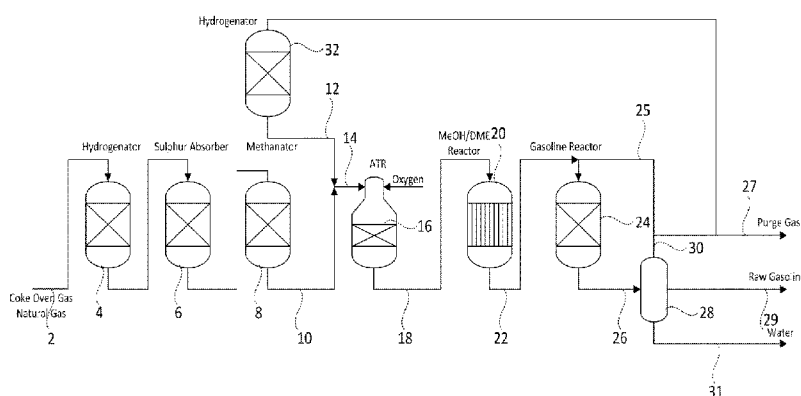 Hydrogenator
32
12
14
25
Hydrogenator
Sulphur Absorber
Methanator
ATR
Oxygen
MeOH/DME
Reactor
20
Gasoline Reactor
27
Purge Gas
16
24
30
Coke Oven Gas
Natural Gas
2
4
6
8
10
18
22
26
28
Raw Gasolin
29
Water
31